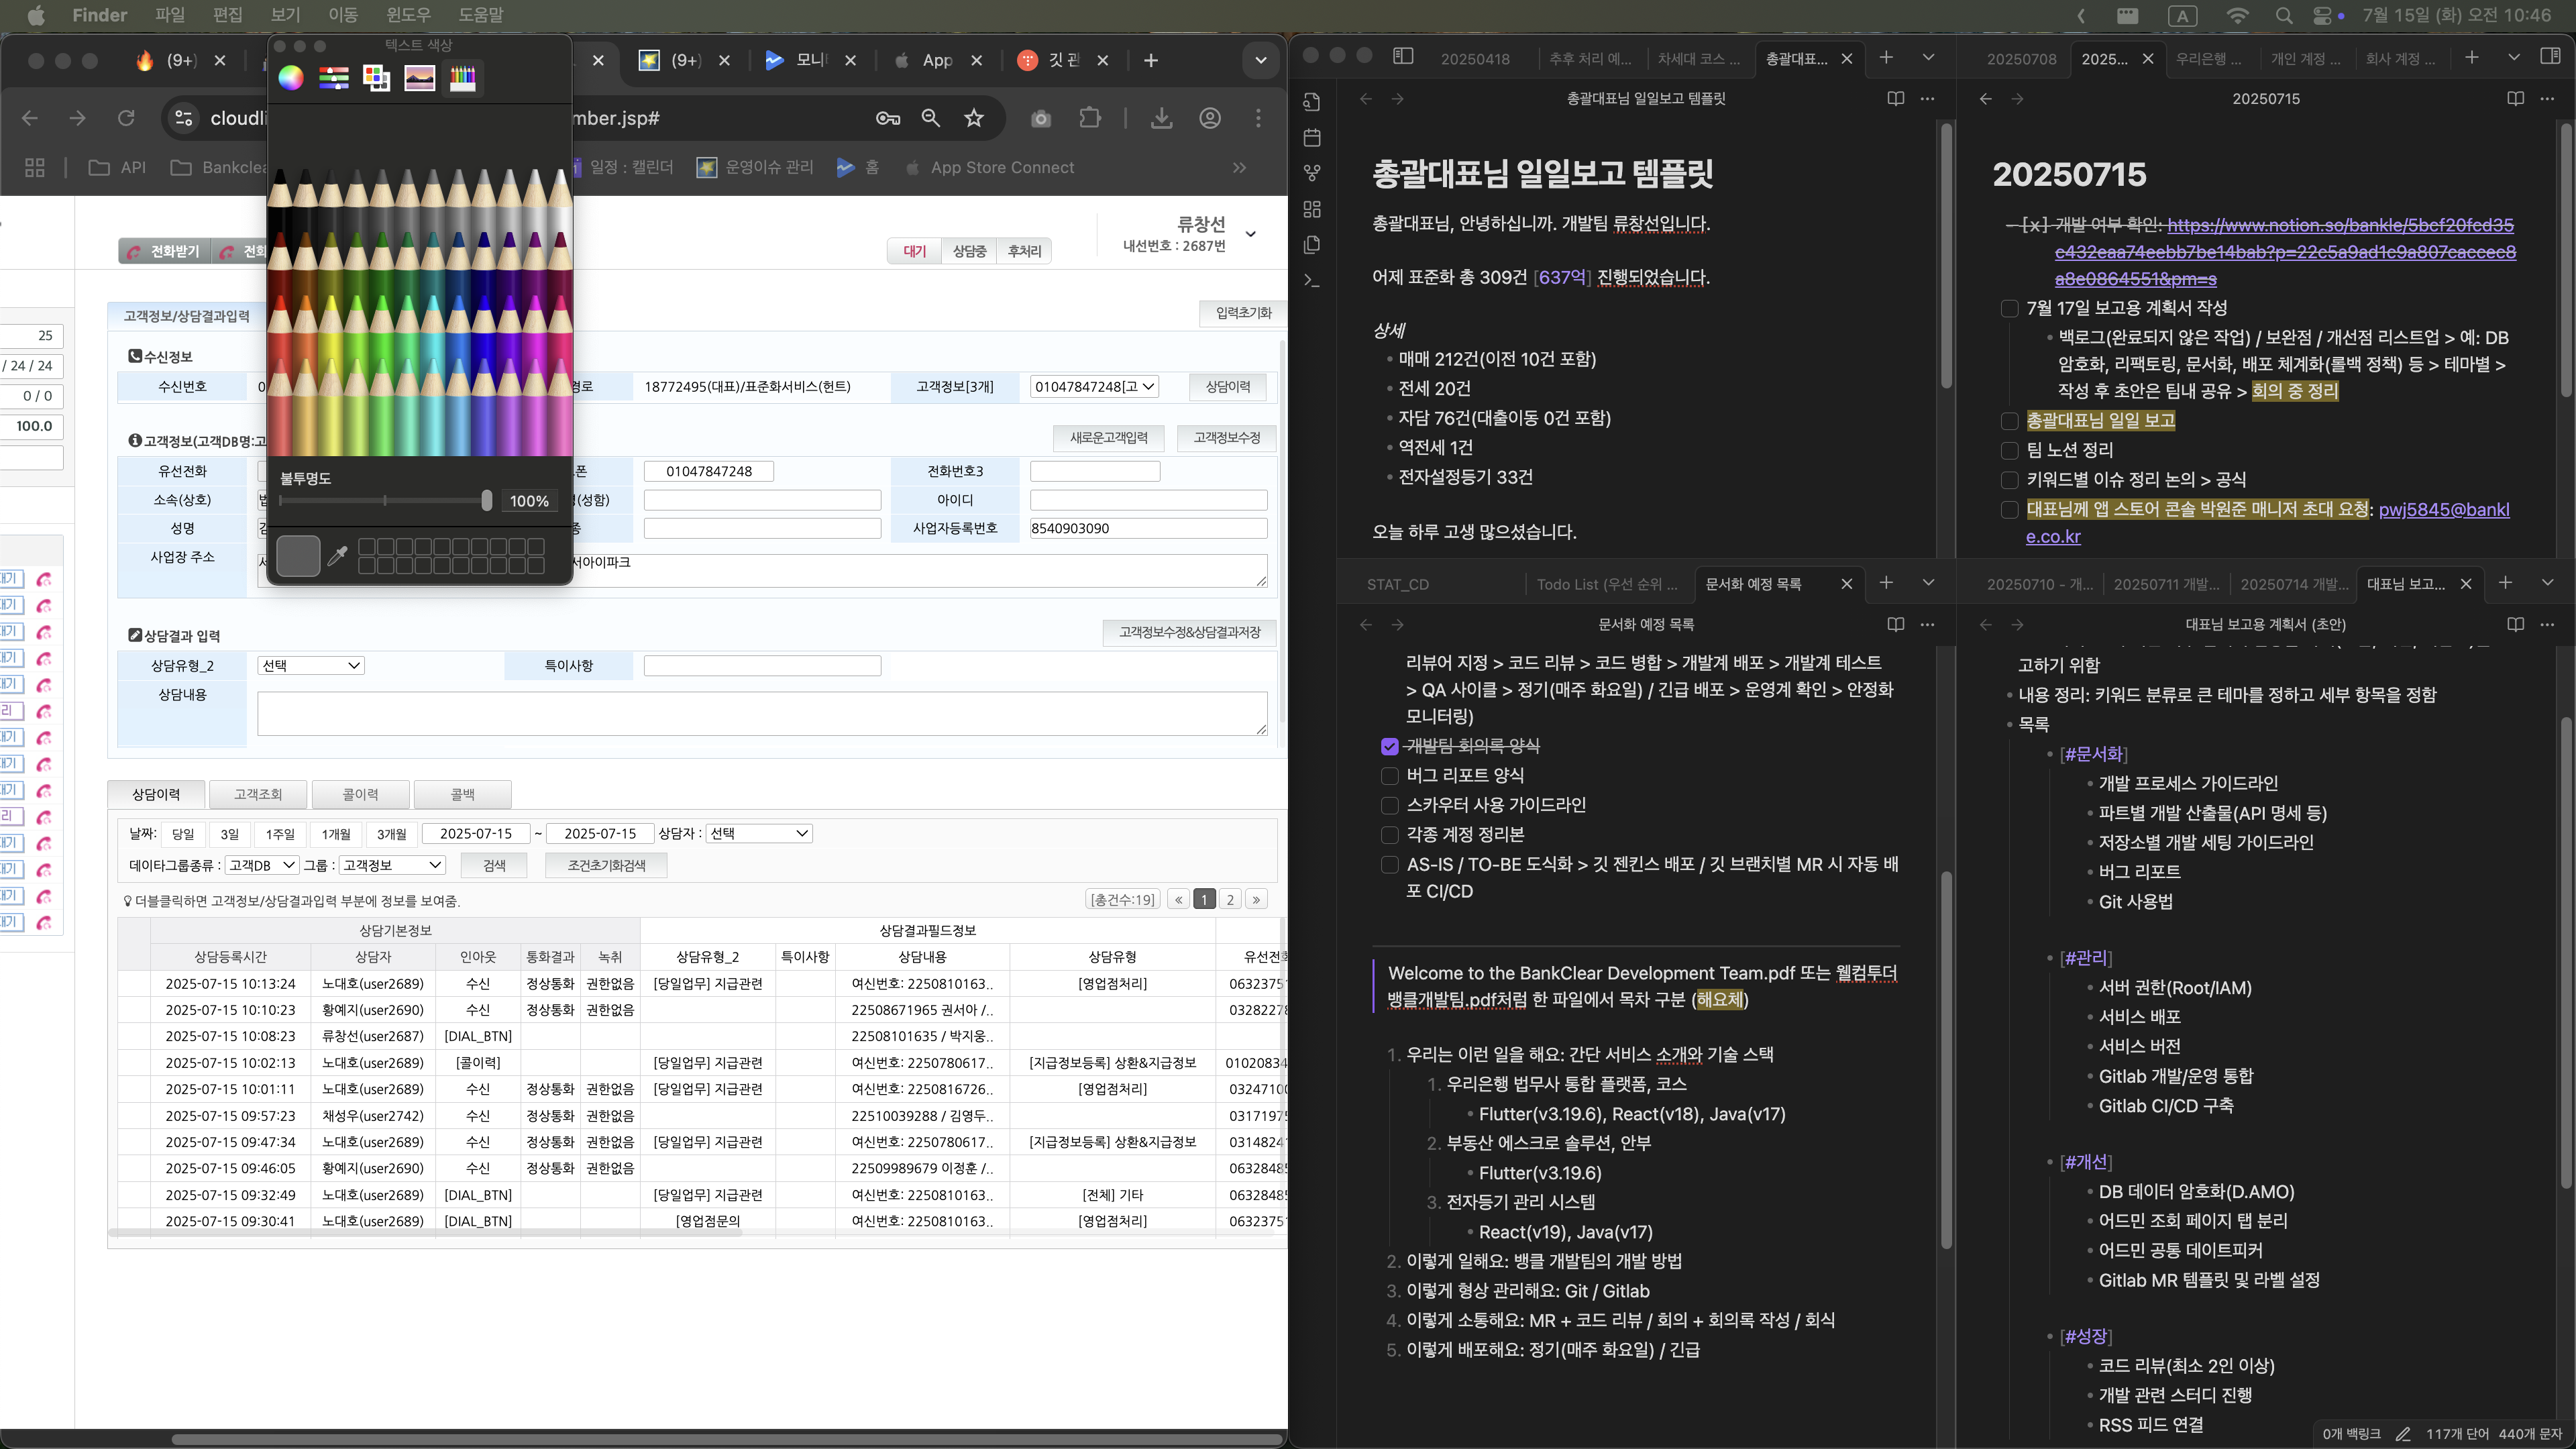 Finder 파일 편집 보기 이동 윈도우 도움말
A 7월 15일 (화) 오전 10:46
(9+)
텍스트 색상
(9+)
App
cloudli
mber.jsp#
API
일정 : 캘린더
운영이슈 관리
홈
App Store Connect
전화받기
대기 상담중 후처리
류창선
내선번호 : 2687번
25
/ 24 / 24
0 / 0
100.0
고객정보/상담결과입력
입력초기화
수신정보
수신번호
18772495(대표)/표준화서비스(헌트)
고객정보[3개]
01047847248[고
상담이력
새로운고객입력
고객정보수정
유선전화
01047847248
전화번호3
소속(상호)
아이디
성명
사업자등록번호
8540903090
사업장 주소
서아이파크
불투명도
100%
상담결과 입력
고객정보수정&상담결과저장
상담유형_2 선택 특이사항
상담내용
상담이력 고객조회 콜이력 콜백
날짜: 당일 3일 1주일 1개월 3개월 2025-07-15 ~ 2025-07-15 상담자 : 선택
데이타그룹종류 : 고객DB 그룹 : 고객정보 검색 조건초기화검색
더블클릭하면 고객정보/상담결과입력 부분에 정보를 보여줌.
[총건수:19] « 1 2 »
상담기본정보 상담결과필드정보
상담등록시간 상담자 인아웃 통화결과 녹취 상담유형_2 특이사항 상담내용 상담유형
2025-07-15 10:13:24 노대호(user2689) 수신 정상통화 권한없음 [당일업무] 지급관련 여신번호: 2250810163.. [영업점처리] 0632375
2025-07-15 10:10:23 황예지(user2690) 수신 정상통화 권한없음 22508671965 권서아 /.. 0328227
2025-07-15 10:08:23 류창선(user2687) [DIAL_BTN] 22508101635 / 박지웅..
2025-07-15 10:02:13 노대호(user2689) [콜이력] [당일업무] 지급관련 여신번호: 2250780617.. [지급정보등록] 상환&지급정보 0102083
2025-07-15 10:01:11 노대호(user2689) 수신 정상통화 권한없음 [당일업무] 지급관련 여신번호: 2250816726.. [영업점처리] 0324710
2025-07-15 09:57:23 채성우(user2742) 수신 정상통화 권한없음 22510039288 / 김영두.. 0317197
2025-07-15 09:47:34 노대호(user2689) 수신 정상통화 권한없음 [당일업무] 지급관련 여신번호: 2250780617.. [지급정보등록] 상환&지급정보 0314824
2025-07-15 09:46:05 황예지(user2690) 수신 정상통화 권한없음 22509989679 이정훈 /.. 0632848
2025-07-15 09:32:49 노대호(user2689) [DIAL_BTN] [당일업무] 지급관련 여신번호: 2250810163.. [전체] 기타 0632848
2025-07-15 09:30:41 노대호(user2689) [DIAL_BTN] [영업점문의 여신번호: 2250810163.. [영업점처리] 0632375
20250418 추후 처리 예... 차세대 코스 ... 총괄대표...
총괄대표님 일일보고 템플릿
총괄대표님 일일보고 템플릿
총괄대표님, 안녕하십니까. 개발팀 류창선입니다.
어제 표준화 총 309건 [637억] 진행되었습니다.
상세
매매 212건(이전 10건 포함)
전세 20건
자담 76건(대출이동 0건 포함)
역전세 1건
전자설정등기 33건
오늘 하루 고생 많으셨습니다.
20250708 2025... 우리은행 ... 개인 계정 ... 회사 계정 ...
20250715
20250715
- [x] 개발 여부 확인: https://www.notion.so/bankle/5bcf20fcd35
c432eaa74eebb7be14bab?p=22c5a9ad1c9a807caccec8
a8e0864551&pm=s
7월 17일 보고용 계획서 작성
백로그(완료되지 않은 작업) / 보완점 / 개선점 리스트업 > 예: DB
암호화, 리팩토링, 문서화, 배포 체계화(롤백 정책) 등 > 테마별 >
작성 후 초안은 팀내 공유 > 회의 중 정리
총괄대표님 일일 보고
팀 노션 정리
키워드별 이슈 정리 논의 > 공식
대표님께 앱 스토어 콘솔 박원준 매니저 초대 요청: pwj5845@bankl
e.co.kr
STAT_CD Todo List (우선 순위 ... 문서화 예정 목록
문서화 예정 목록
리뷰어 지정 > 코드 리뷰 > 코드 병합 > 개발계 배포 > 개발계 테스트
> QA 사이클 > 정기(매주 화요일) / 긴급 배포 > 운영계 확인 > 안정화
모니터링)
개발팀 회의록 양식
버그 리포트 양식
스카우터 사용 가이드라인
각종 계정 정리본
AS-IS / TO-BE 도식화 > 깃 젠킨스 배포 / 깃 브랜치별 MR 시 자동 배
포 CI/CD
Welcome to the BankClear Development Team.pdf 또는 웰컴투더
뱅클개발팀.pdf처럼 한 파일에서 목차 구분 (해요체)
1. 우리는 이런 일을 해요: 간단 서비스 소개와 기술 스택
1. 우리은행 법무사 통합 플랫폼, 코스
Flutter(v3.19.6), React(v18), Java(v17)
2. 부동산 에스크로 솔루션, 안부
Flutter(v3.19.6)
3. 전자등기 관리 시스템
React(v19), Java(v17)
2. 이렇게 일해요: 뱅클 개발팀의 개발 방법
3. 이렇게 형상 관리해요: Git / Gitlab
4. 이렇게 소통해요: MR + 코드 리뷰 / 회의 + 회의록 작성 / 회식
5. 이렇게 배포해요: 정기(매주 화요일) / 긴급
20250710 - 개... 20250711 개발... 20250714 개발... 대표님 보고...
대표님 보고용 계획서 (초안)
고하기 위함
내용 정리: 키워드 분류로 큰 테마를 정하고 세부 항목을 정함
목록
[#문서화]
개발 프로세스 가이드라인
파트별 개발 산출물(API 명세 등)
저장소별 개발 세팅 가이드라인
버그 리포트
Git 사용법
[#관리]
서버 권한(Root/IAM)
서비스 배포
서비스 버전
Gitlab 개발/운영 통합
Gitlab CI/CD 구축
[#개선]
DB 데이터 암호화(D.AMO)
어드민 조회 페이지 탭 분리
어드민 공통 데이트피커
Gitlab MR 템플릿 및 라벨 설정
[#성장]
코드 리뷰(최소 2인 이상)
개발 관련 스터디 진행
RSS 피드 연결
0개 백링크 117개 단어 440개 문자